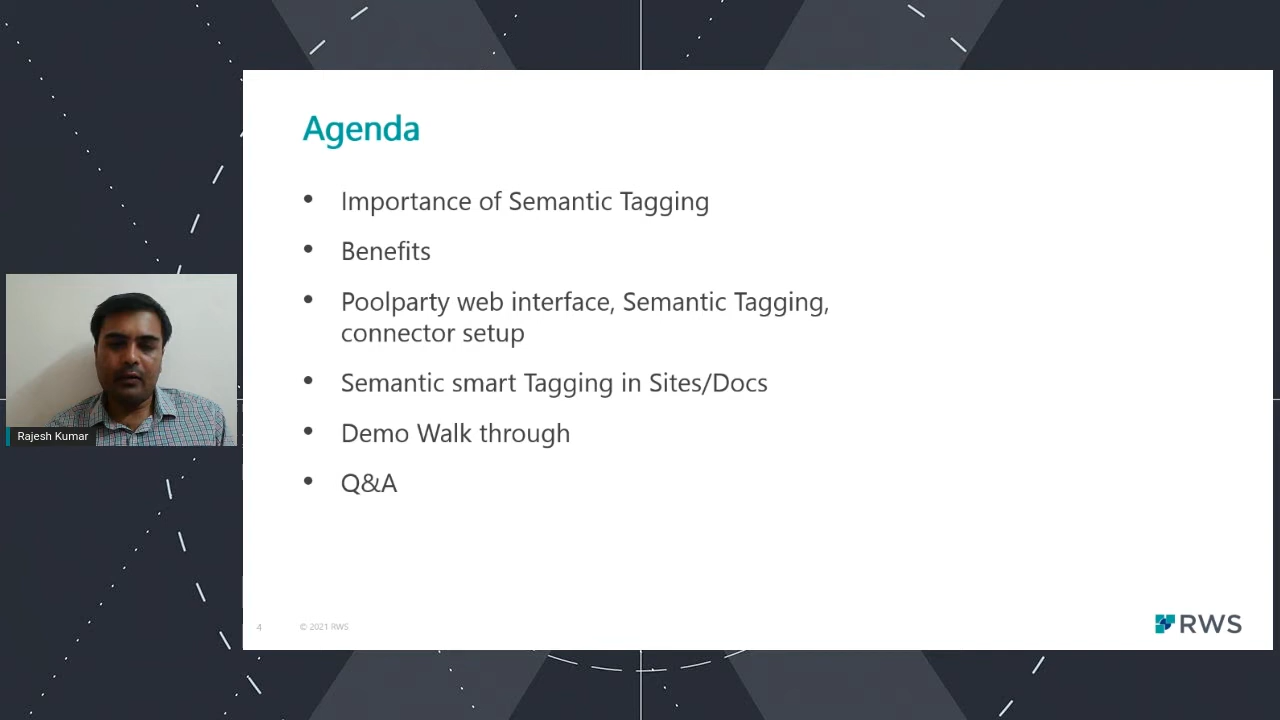 Agenda
• Importance of Semantic Tagging
• Benefits
• Poolparty web interface, Semantic Tagging,
connector setup
• Semantic smart Tagging in Sites/Docs
• Demo Walk through
• Q&A
Rajesh Kumar
4 © 2021 RWS
RWS